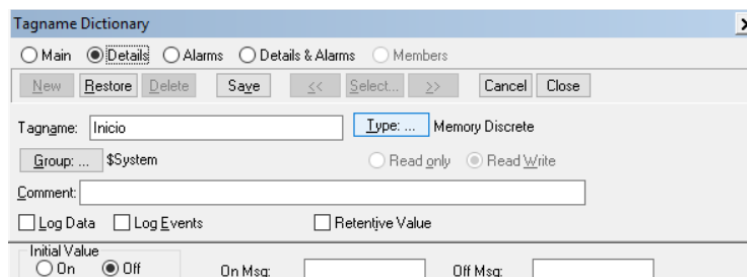 Tagname Dictionary
Main Details Alarms Details & Alarms Members
New Restore Delete Save << Select... >> Cancel Close
Tagname: Inicio Type: ... Memory Discrete
Group: ... $System Read only Read Write
Comment:
Log Data Log Events Retentive Value
Initial Value
On Off On Msg: Off Msg: